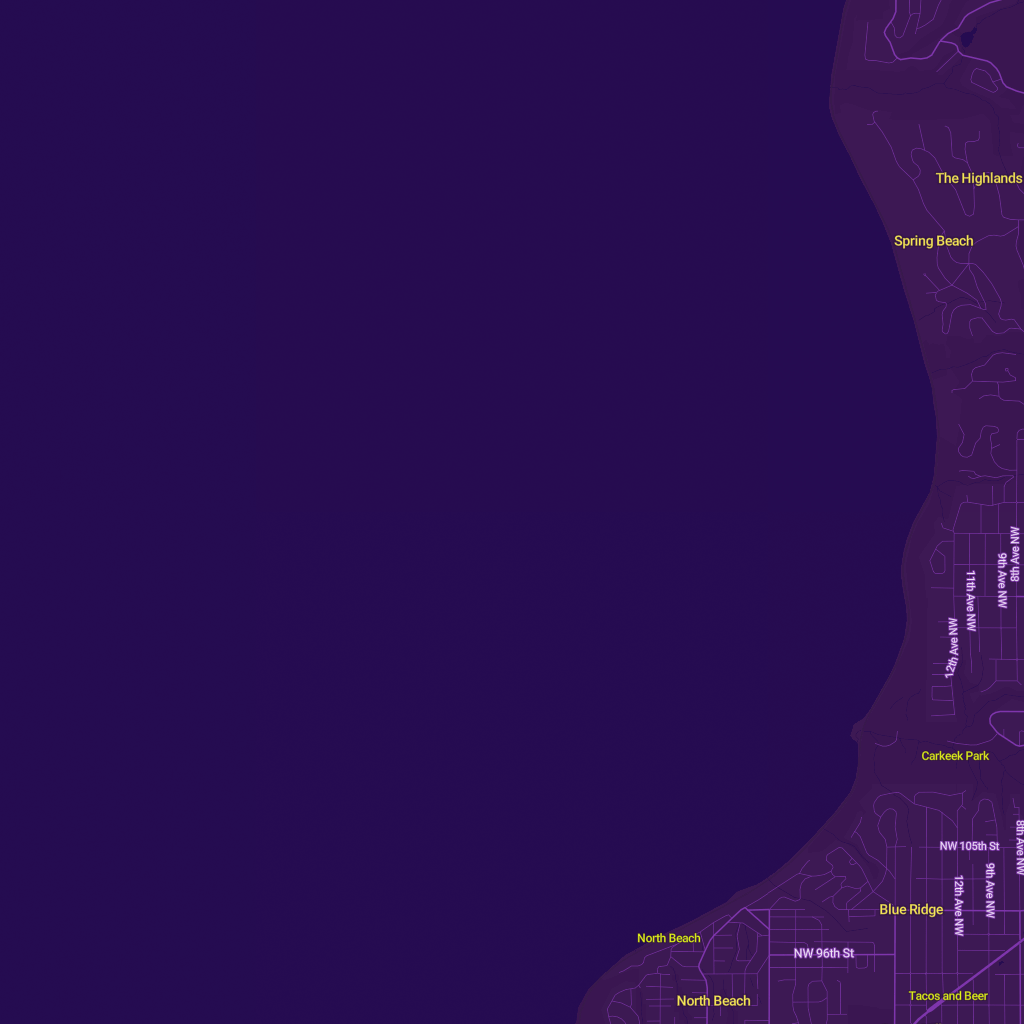 The Highlands
Spring Beach
8th Ave NW
9th Ave NW
11th Ave NW
12th Ave NW
Carkeek Park
8th Ave NW
NW 105th St
9th Ave NW
12th Ave NW
Blue Ridge
North Beach
NW 96th St
Tacos and Beer
North Beach